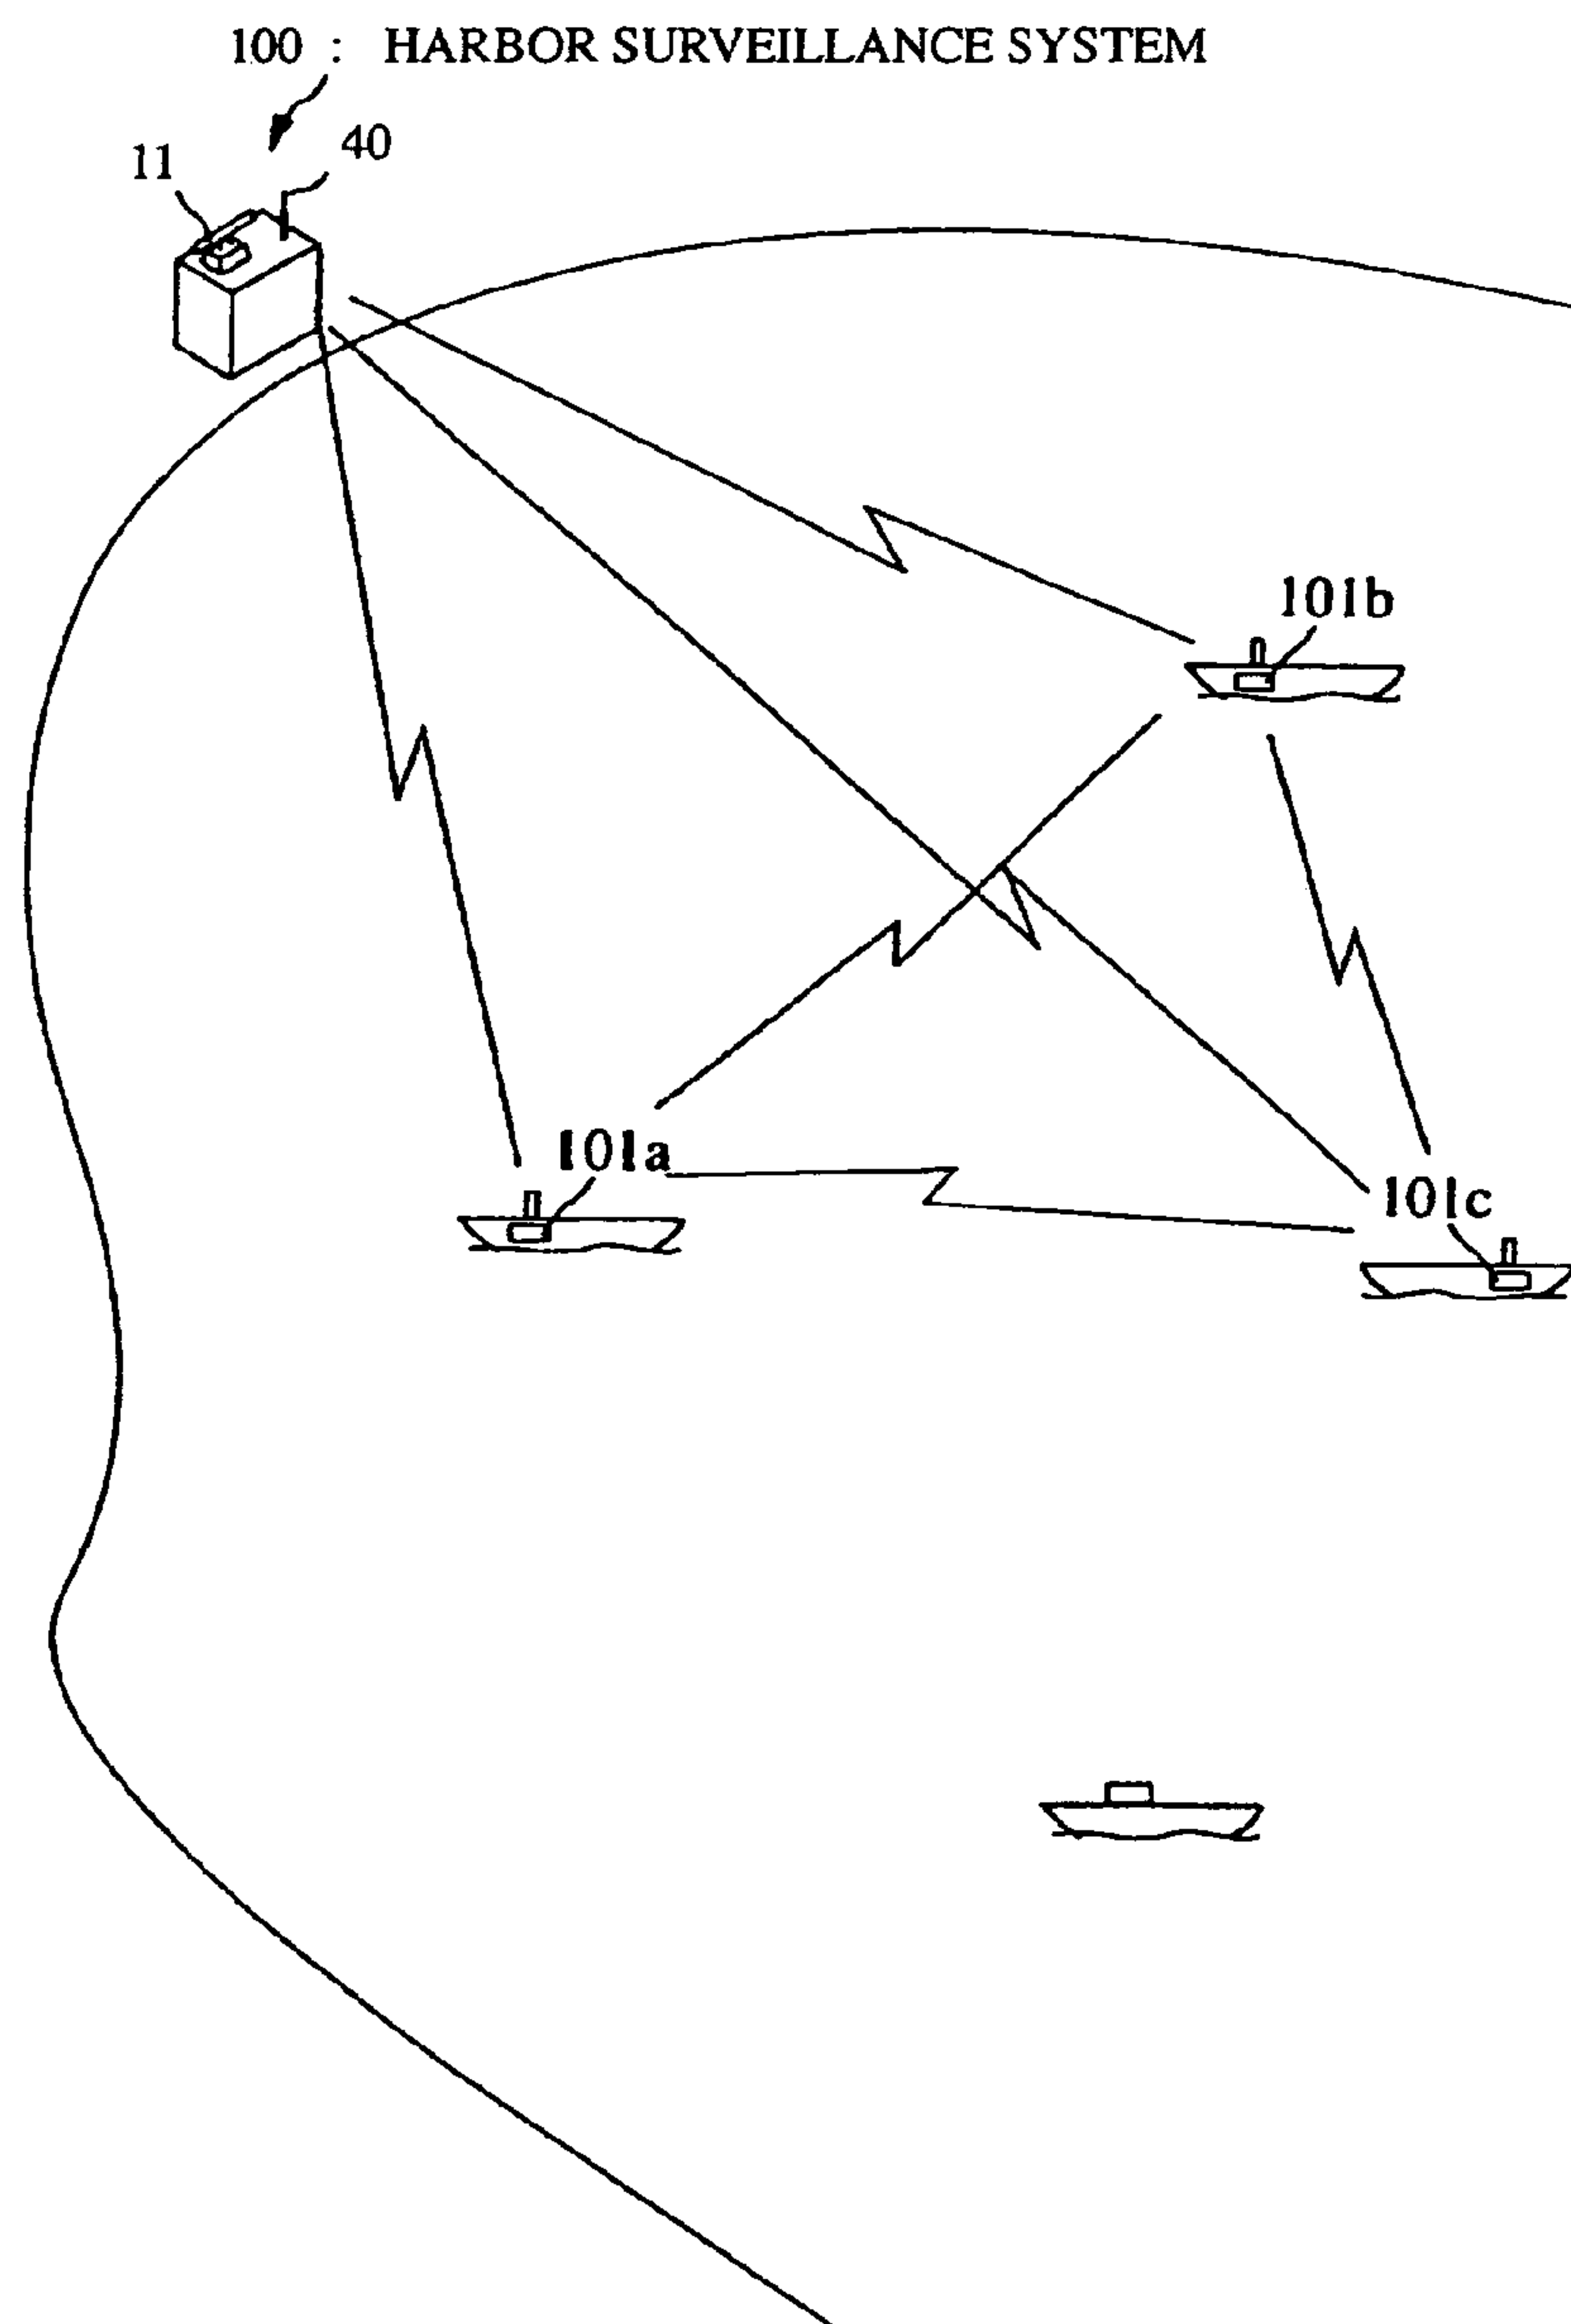 100 : HARBOR SURVEILLANCE SYSTEM
11
40
101b
101a
101c